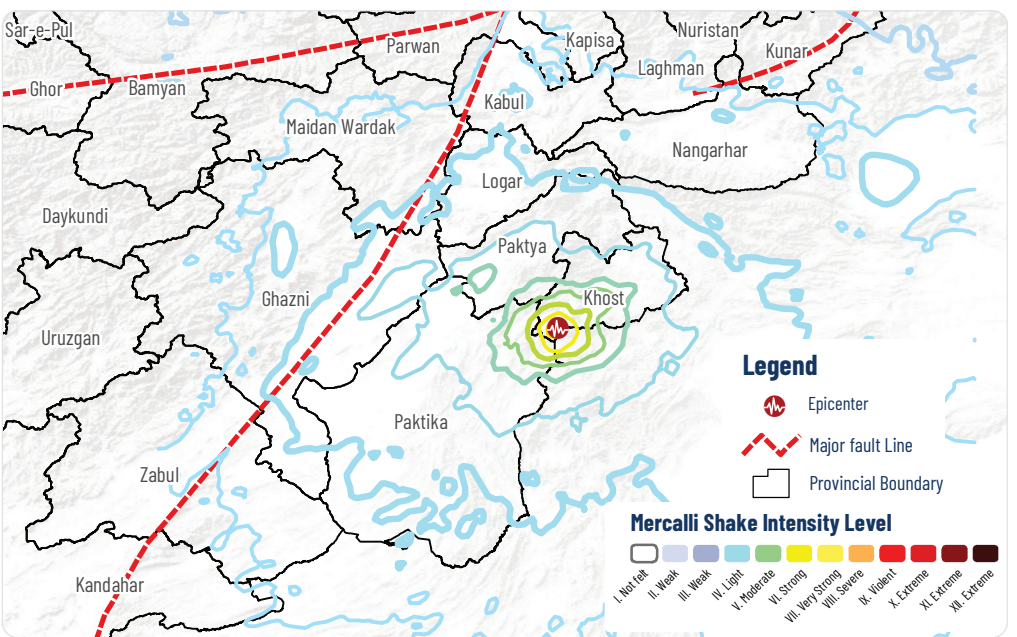 Sar-e-Pul
Parwan
Kapisa
Nuristan
Kunar
Laghman
Ghor
Bamyan
Kabul
Maidan Wardak
Nangarhar
Logar
Daykundi
Paktya
Ghazni
Khost
Uruzgan
Paktika
Zabul
Kandahar
Legend
Epicenter
Major fault Line
Provincial Boundary
Mercalli Shake Intensity Level
I. Not felt
II. Weak
III. Weak
IV. Light
V. Moderate
VI. Strong
VII. Very Strong
VIII. Severe
IX. Violent
X. Extreme
XI. Extreme
XII. Extreme